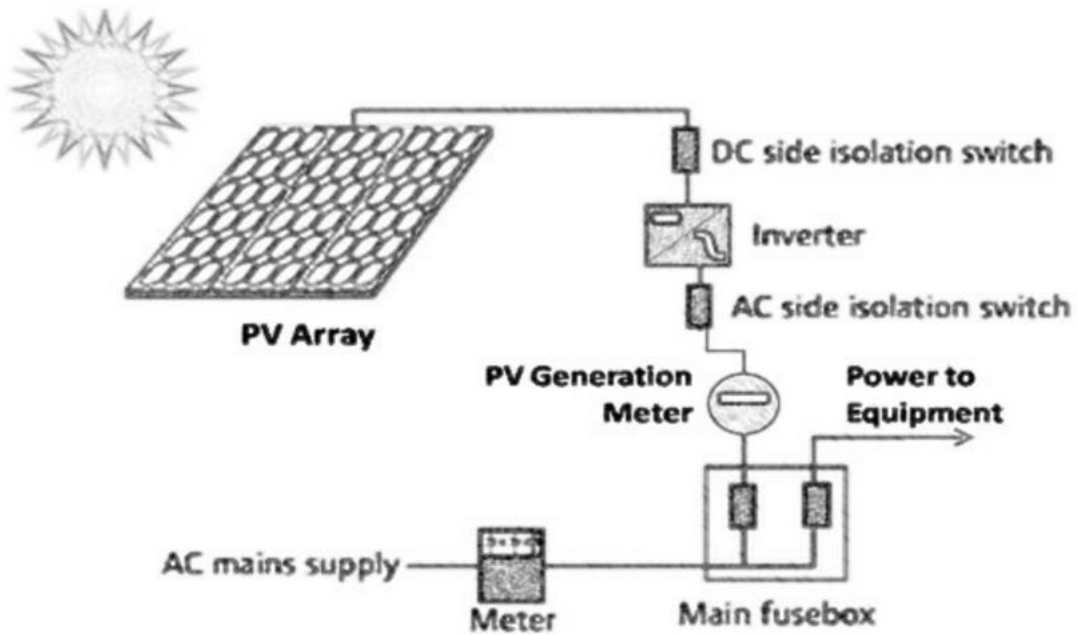 DC side isolation switch
Inverter
AC side isolation switch
PV Array
PV Generation
Meter
Power to
Equipment
AC mains supply
Meter
Main fusebox